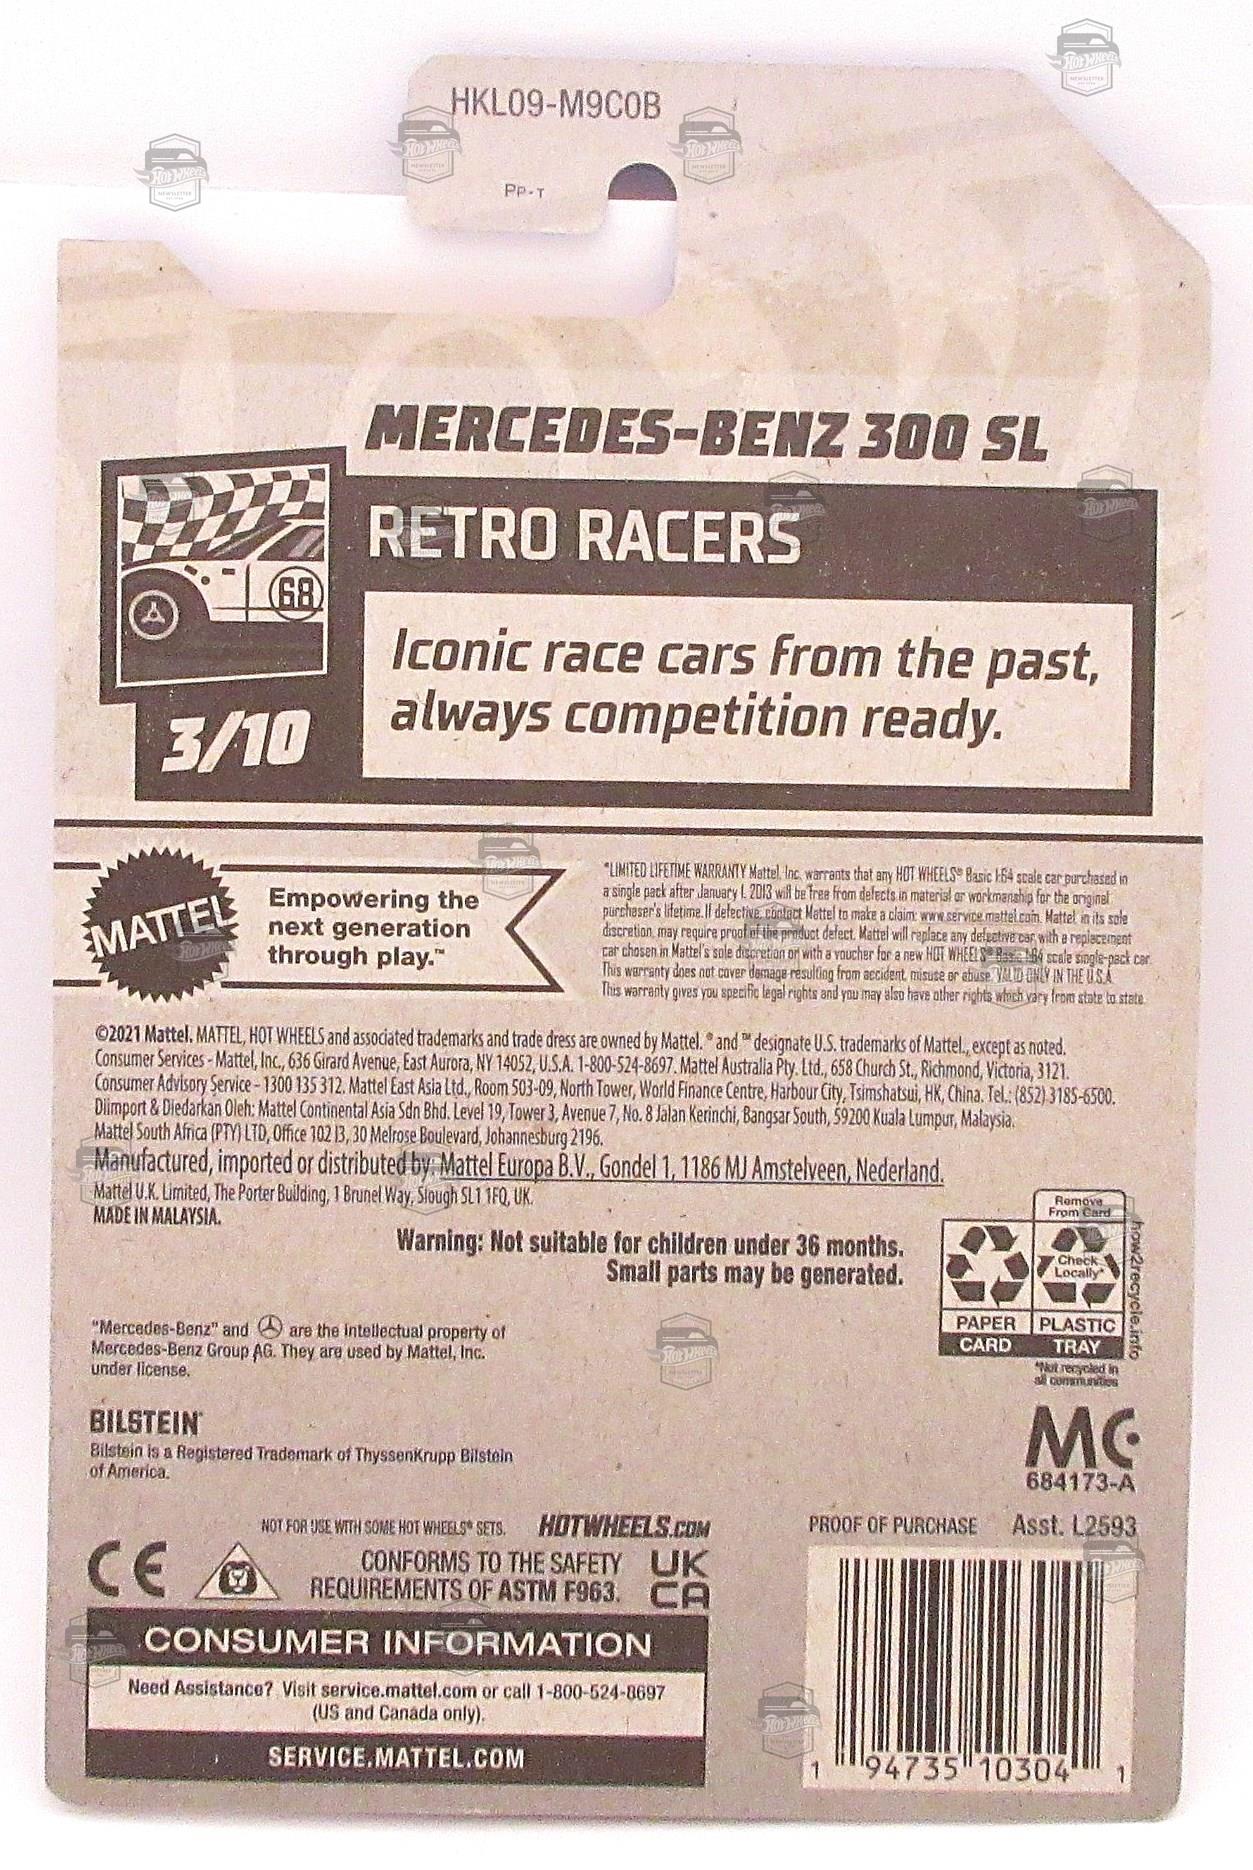 HKL09-M9C0B
PP-T
MERCEDES-BENZ 300 SL
RETRO RACERS
68
Iconic race cars from the past,
always competition ready.
3/10
MATTEL
Empowering the
next generation
through play.™
*LIMITED LIFETIME WARRANTY Mattel, Inc. warrants that any HOT WHEELS® Basic 1:64 scale car purchased in
a single pack after January 1, 2013 will be free from defects in material or workmanship for the original
purchaser's lifetime. If defective, contact Mattel to make a claim: www.service.mattel.com. Mattel, in its sole
discretion, may require proof of the product defect. Mattel will replace any defective car with a replacement
car chosen in Mattel's sole discretion or with a voucher for a new HOT WHEELS® Basic 1:64 scale single-pack car.
This warranty does not cover damage resulting from accident, misuse or abuse. VALID ONLY IN THE U.S.A.
This warranty gives you specific legal rights and you may also have other rights which vary from state to state.
©2021 Mattel. MATTEL, HOT WHEELS and associated trademarks and trade dress are owned by Mattel. ® and ™ designate U.S. trademarks of Mattel., except as noted.
Consumer Services - Mattel, Inc., 636 Girard Avenue, East Aurora, NY 14052, U.S.A. 1-800-524-8697. Mattel Australia Pty. Ltd., 658 Church St., Richmond, Victoria, 3121.
Consumer Advisory Service - 1300 135 312. Mattel East Asia Ltd., Room 503-09, North Tower, World Finance Centre, Harbour City, Tsimshatsui, HK, China. Tel.: (852) 3185-6500.
Diimport & Diedarkan Oleh: Mattel Continental Asia Sdn Bhd. Level 19, Tower 3, Avenue 7, No. 8 Jalan Kerinchi, Bangsar South, 59200 Kuala Lumpur, Malaysia.
Mattel South Africa (PTY) LTD, Office 102 I3, 30 Melrose Boulevard, Johannesburg 2196.
Manufactured, imported or distributed by: Mattel Europa B.V., Gondel 1, 1186 MJ Amstelveen, Nederland.
Mattel U.K. Limited, The Porter Building, 1 Brunel Way, Slough SL1 1FQ, UK.
MADE IN MALAYSIA.
Warning: Not suitable for children under 36 months.
Small parts may be generated.
Remove
From Card
Check
Locally*
PAPER
PLASTIC
CARD
TRAY
how2recycle.info
*Not recycled in
all communities
"Mercedes-Benz" and are the intellectual property of
Mercedes-Benz Group AG. They are used by Mattel, Inc.
under license.
BILSTEIN®
Bilstein is a Registered Trademark of ThyssenKrupp Bilstein
of America.
MC
684173-A
NOT FOR USE WITH SOME HOT WHEELS® SETS.
HOTWHEELS.COM
PROOF OF PURCHASE
Asst. L2593
CE
CONFORMS TO THE SAFETY
REQUIREMENTS OF ASTM F963.
UK
CA
CONSUMER INFORMATION
Need Assistance? Visit service.mattel.com or call 1-800-524-8697
(US and Canada only).
SERVICE.MATTEL.COM
1 94735 10304 1
Hot Wheels
NEWSLETTER